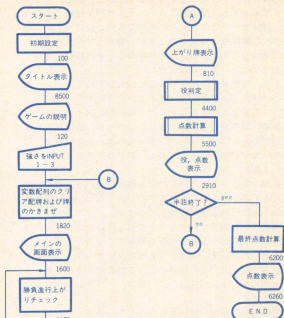 スタート
初期設定
100
タイトル表示
8500
ゲームの説明
120
強さをINPUT
1～3
B
変数配列のクリ
ア配牌および牌
のかきまぜ
1820
メインの
画面表示
1600
勝負進行上が
りチェック
A
上がり牌表示
810
役判定
4400
点数計算
5500
役，点数
表示
2910
半荘終了？
yes
no
B
最終点数計算
6200
点数表示
6260
END